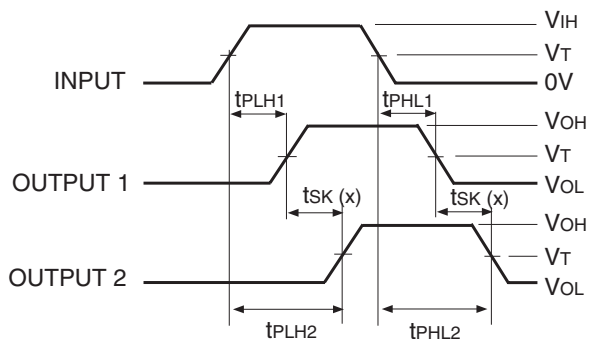 VIH
VT
INPUT
0V
tPLH1
tPHL1
VOH
VT
OUTPUT 1
VOL
tSK (x)
tSK (x)
VOH
VT
OUTPUT 2
VOL
tPLH2
tPHL2